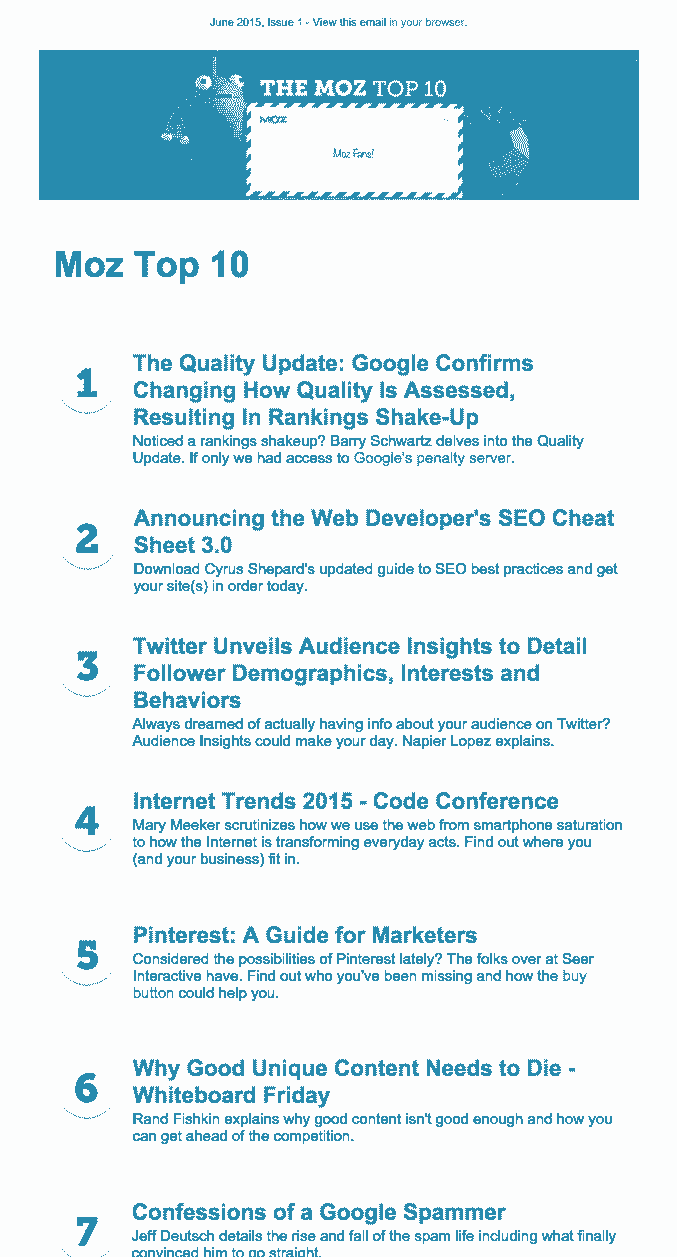 June 2015, Issue 1 - View this email in your browser.
THE MOZ TOP 10
MOZ
Moz Fans!
Moz Top 10
1
The Quality Update: Google Confirms
Changing How Quality Is Assessed,
Resulting In Rankings Shake-Up
Noticed a rankings shakeup? Barry Schwartz delves into the Quality
Update. If only we had access to Google's penalty server.
2
Announcing the Web Developer's SEO Cheat
Sheet 3.0
Download Cyrus Shepard's updated guide to SEO best practices and get
your site(s) in order today.
3
Twitter Unveils Audience Insights to Detail
Follower Demographics, Interests and
Behaviors
Always dreamed of actually having info about your audience on Twitter?
Audience Insights could make your day. Napier Lopez explains.
4
Internet Trends 2015 - Code Conference
Mary Meeker scrutinizes how we use the web from smartphone saturation
to how the Internet is transforming everyday acts. Find out where you
(and your business) fit in.
5
Pinterest: A Guide for Marketers
Considered the possibilities of Pinterest lately? The folks over at Seer
Interactive have. Find out who you've been missing and how the buy
button could help you.
6
Why Good Unique Content Needs to Die -
Whiteboard Friday
Rand Fishkin explains why good content isn't good enough and how you
can get ahead of the competition.
7
Confessions of a Google Spammer
Jeff Deutsch details the rise and fall of the spam life including what finally
convinced him to go straight.